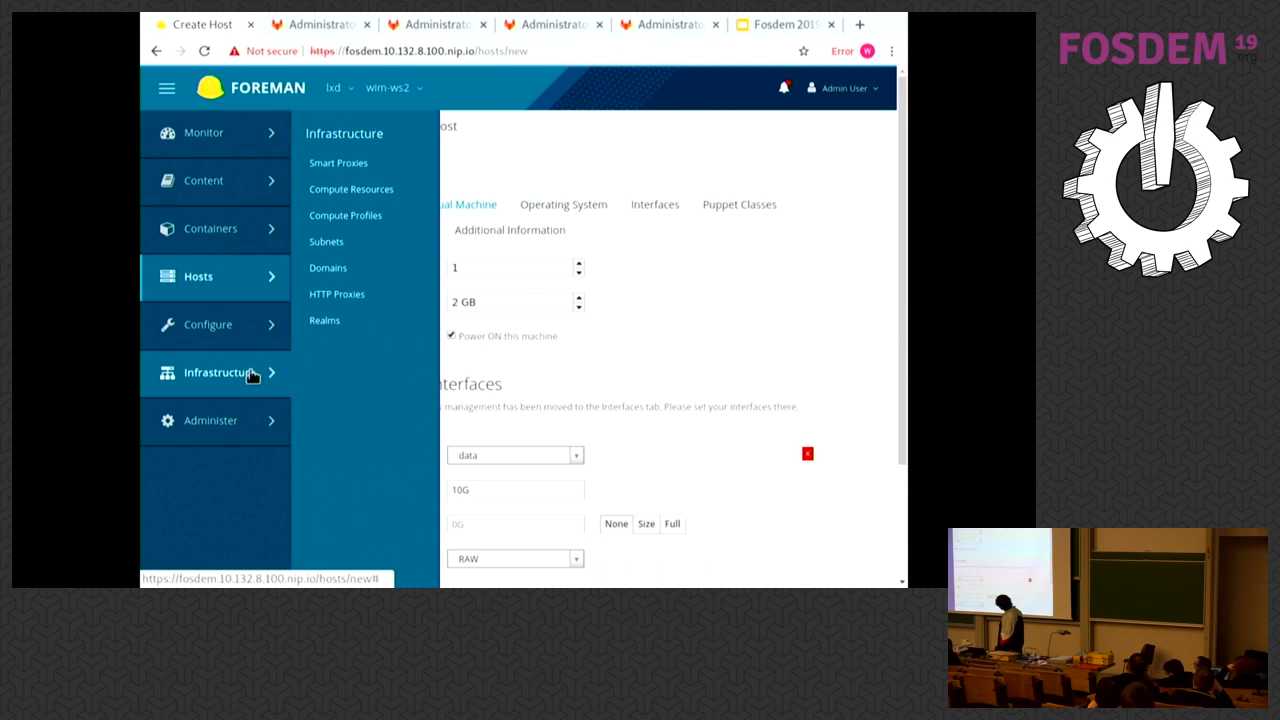 Create Host
Administrato
Administrato
Administrato
Administrato
Fosdem 2019
Not secure
https://fosdem.10.132.8.100.nip.io/hosts/new
Error
W
FOREMAN
lxd
wim-ws2
Admin User
Monitor
Content
Containers
Hosts
Configure
Infrastructu
Administer
Infrastructure
Smart Proxies
Compute Resources
Compute Profiles
Subnets
Domains
HTTP Proxies
Realms
ost
ual Machine
Operating System
Interfaces
Puppet Classes
Additional Information
1
2 GB
Power ON this machine
nterfaces
s management has been moved to the Interfaces tab. Please set your interfaces there.
data
x
10G
0G
None
Size
Full
RAW
https://fosdem.10.132.8.100.nip.io/hosts/new#
FOSDEM 19
.org